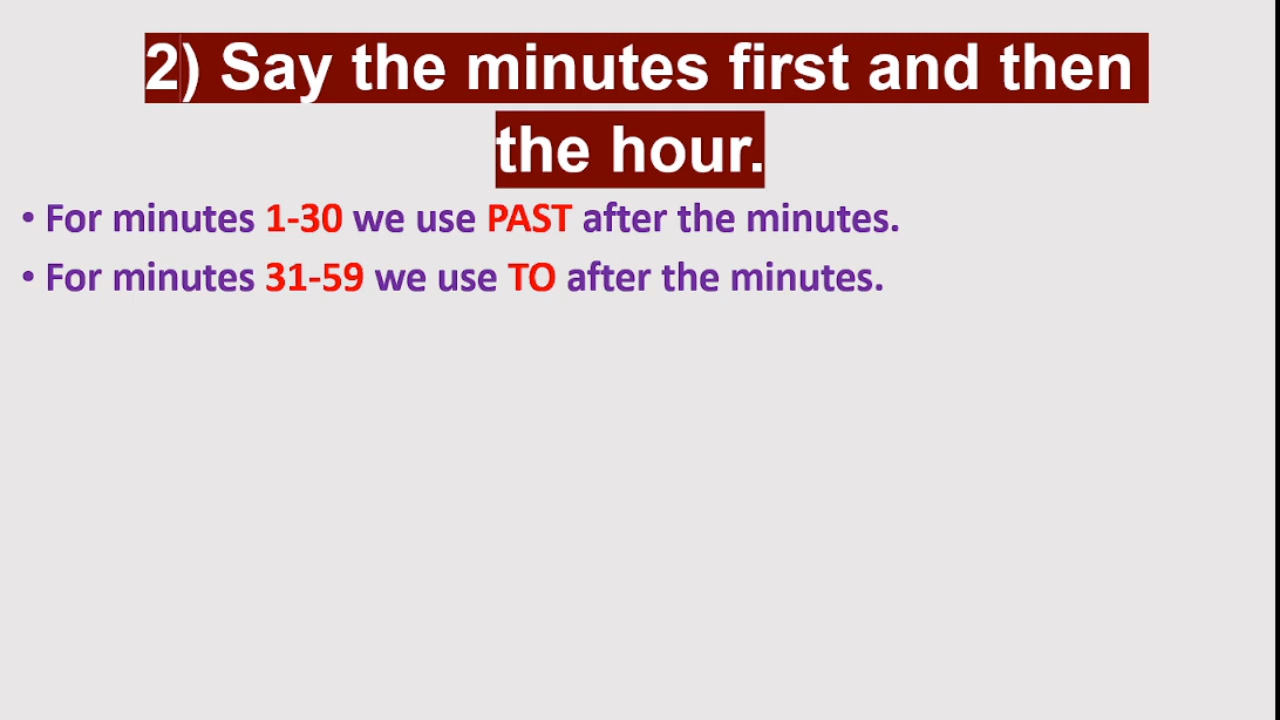 2) Say the minutes first and then
the hour.
• For minutes 1-30 we use PAST after the minutes.
• For minutes 31-59 we use TO after the minutes.